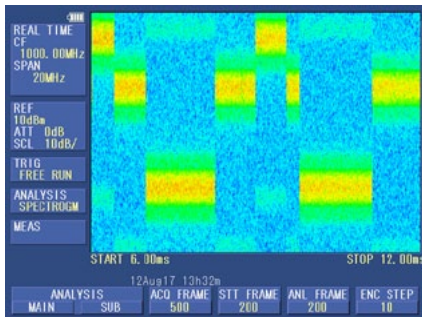 REAL TIME
CF
1000.00MHz
SPAN
20MHz
REF
10dBm
ATT 0dB
SCL 10dB/
TRIG
FREE RUN
ANALYSIS
SPECTROGM
MEAS
START 6.00ms
STOP 12.00ms
12Aug17 13h32m
ANALYSIS
MAIN SUB
ACQ FRAME
500
STT FRAME
200
ANL FRAME
200
ENC STEP
10